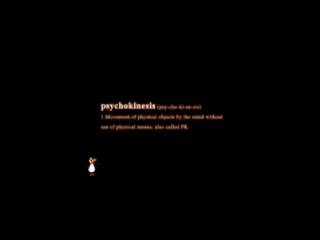 psychokinesis (psy-cho-ki-ne-sis)
1.Movement of physical objects by the mind without
use of physical means; also called PK.